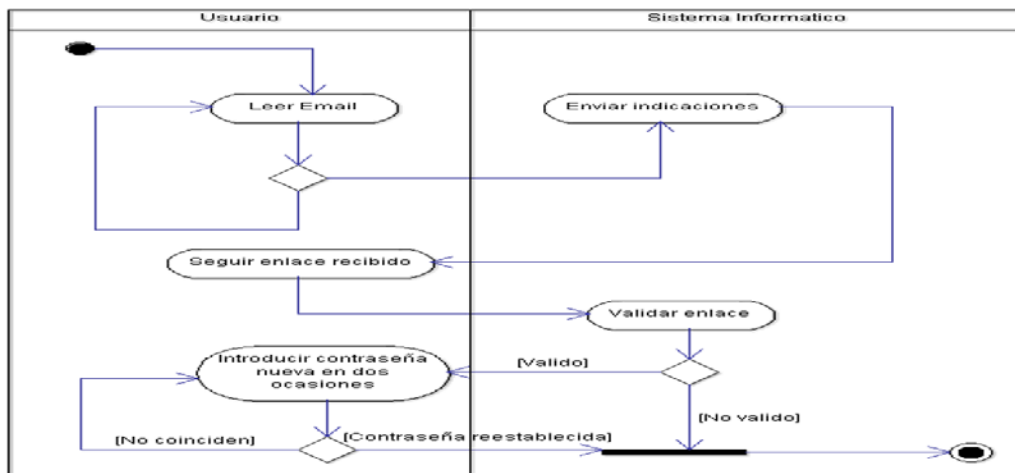 Usuario
Sistema Informatico
Leer Email
Enviar indicaciones
Seguir enlace recibido
Validar enlace
Introducir contraseña
nueva en dos
ocasiones
[Valido]
[No valido]
[No coinciden]
[Contraseña reestablecida]